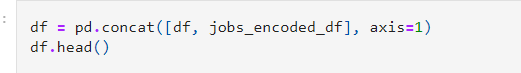 :
df = pd.concat([df, jobs_encoded_df], axis=1)
df.head()